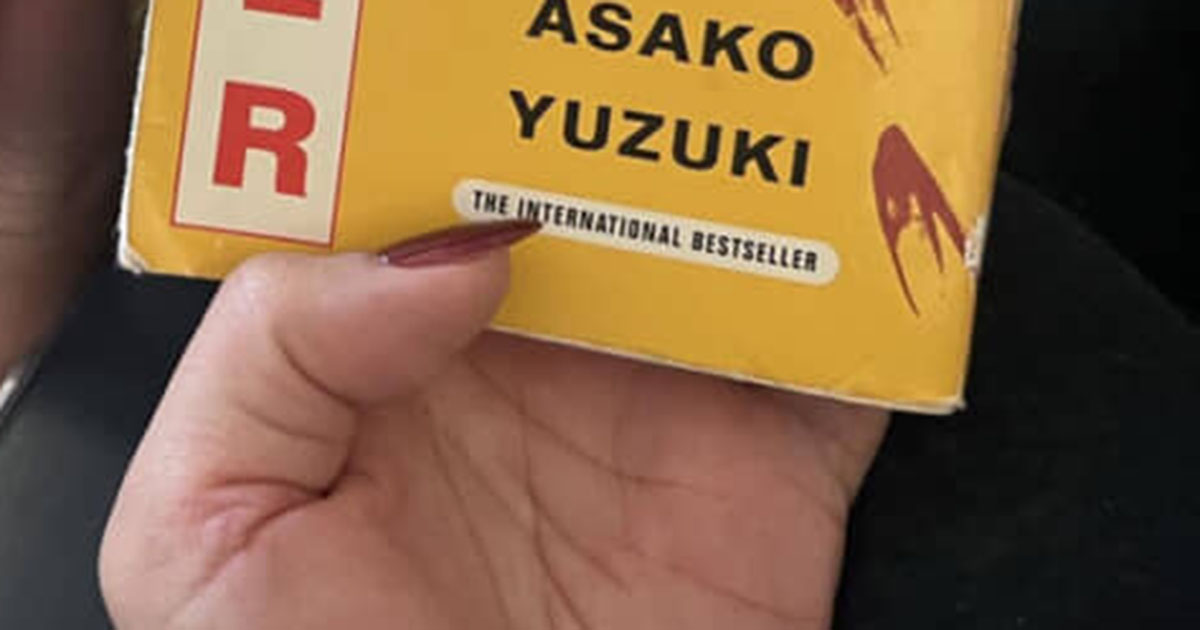 R
ASAKO
YUZUKI
THE INTERNATIONAL BESTSELLER